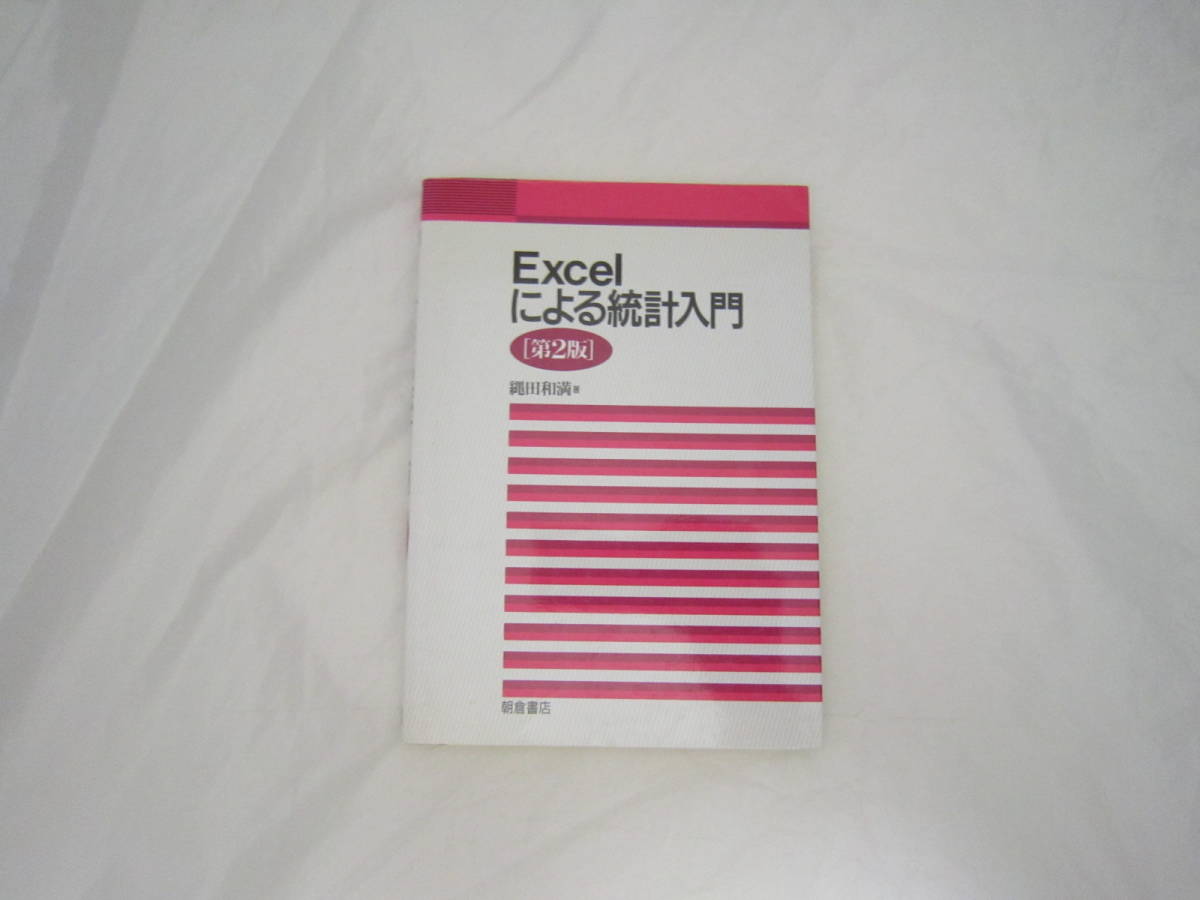 Excel
による統計入門
[第2版]
縄田和満 著
朝倉書店